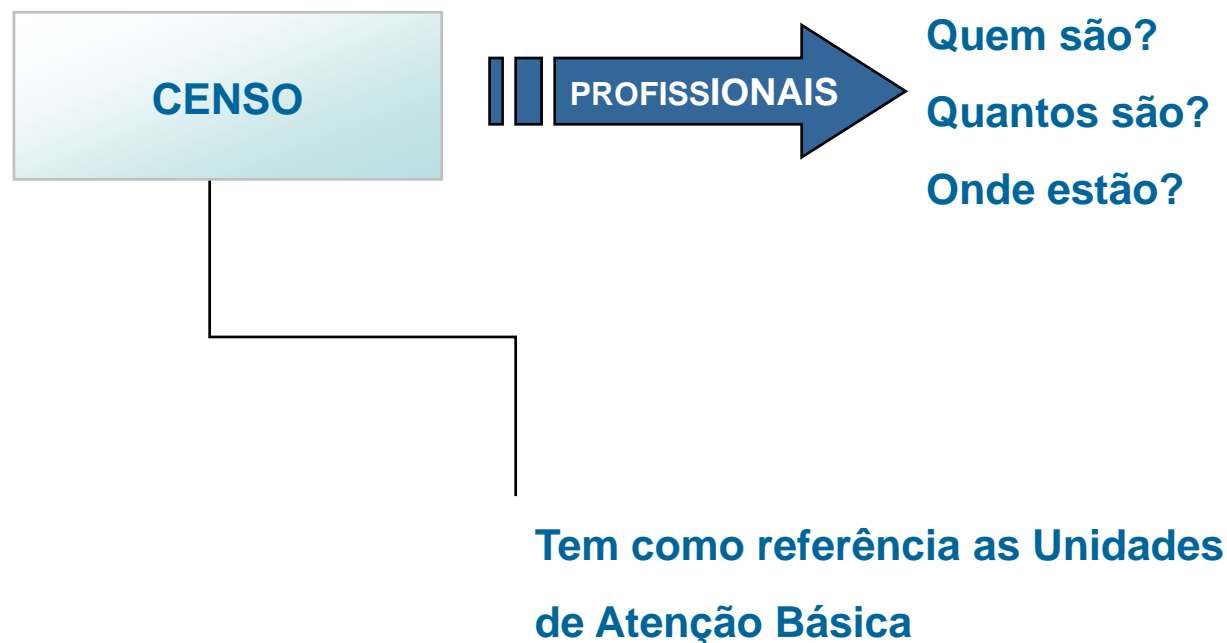 CENSO
PROFISSIONAIS
Quem são?
Quantos são?
Onde estão?
Tem como referência as Unidades
de Atenção Básica